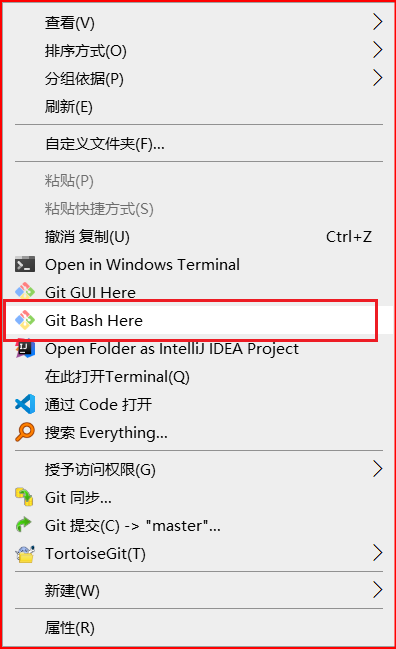 查看(V)
排序方式(O)
分组依据(P)
刷新(E)
自定义文件夹(F)...
粘贴(P)
粘贴快捷方式(S)
撤消 复制(U) Ctrl+Z
Open in Windows Terminal
Git GUI Here
Git Bash Here
Open Folder as IntelliJ IDEA Project
在此打开Terminal(Q)
通过 Code 打开
搜索 Everything...
授予访问权限(G)
Git 同步...
Git 提交(C) -> "master"...
TortoiseGit(T)
新建(W)
属性(R)